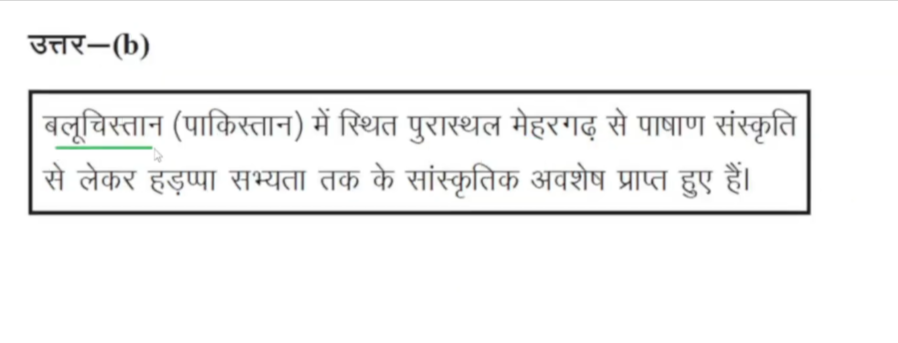 उत्तर–(b)
बलूचिस्तान (पाकिस्तान) में स्थित पुरास्थल मेहरगढ़ से पाषाण संस्कृति
से लेकर हड़प्पा सभ्यता तक के सांस्कृतिक अवशेष प्राप्त हुए हैं।